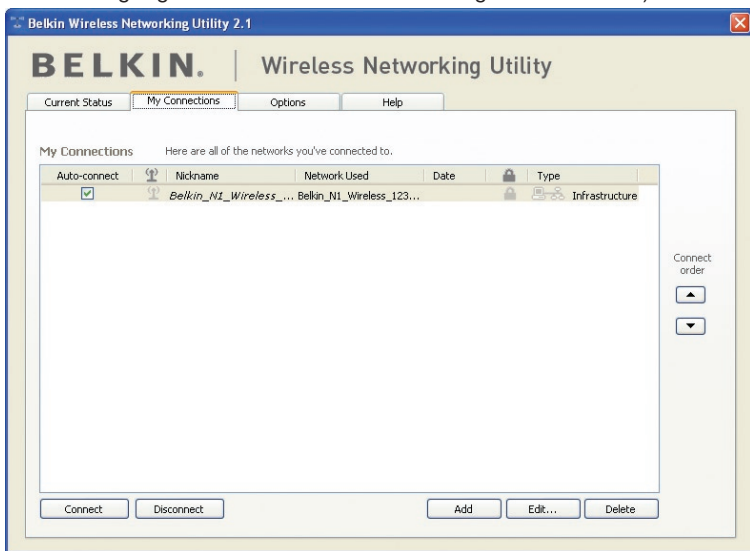 Belkin Wireless Networking Utility 2.1
BELKIN. | Wireless Networking Utility
Current Status My Connections Options Help
My Connections Here are all of the networks you've connected to.
Auto-connect Nickname Network Used Date Type
Belkin_N1_Wireless_... Belkin_N1_Wireless_123... Infrastructure
Connect
order
Connect Disconnect Add Edit... Delete